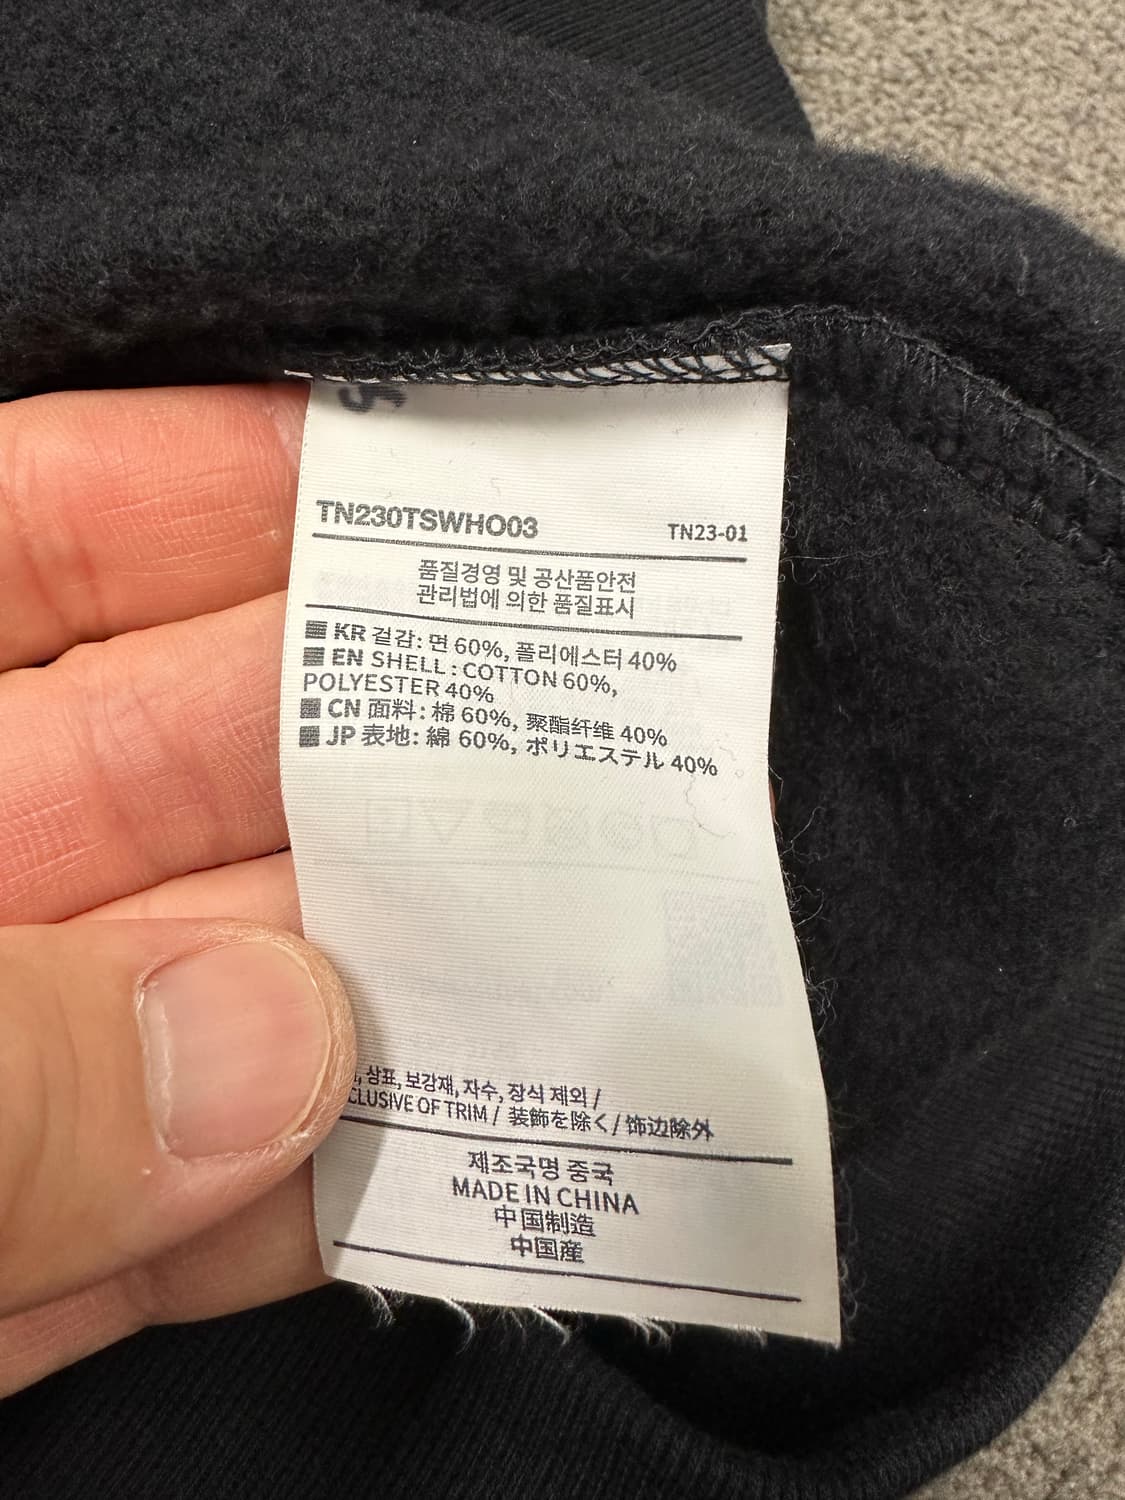 TN230TSWHO03 TN23-01
품질경영 및 공산품안전
관리법에 의한 품질표시
KR 겉감: 면 60%, 폴리에스터 40%
EN SHELL: COTTON 60%,
POLYESTER 40%
CN 面料: 棉 60%, 聚酯纤维 40%
JP 表地: 綿 60%, ポリエステル 40%
상표, 보강재, 자수, 장식 제외 /
CLUSIVE OF TRIM / 装飾を除く / 饰边除外
제조국명 중국
MADE IN CHINA
中国制造
中国産